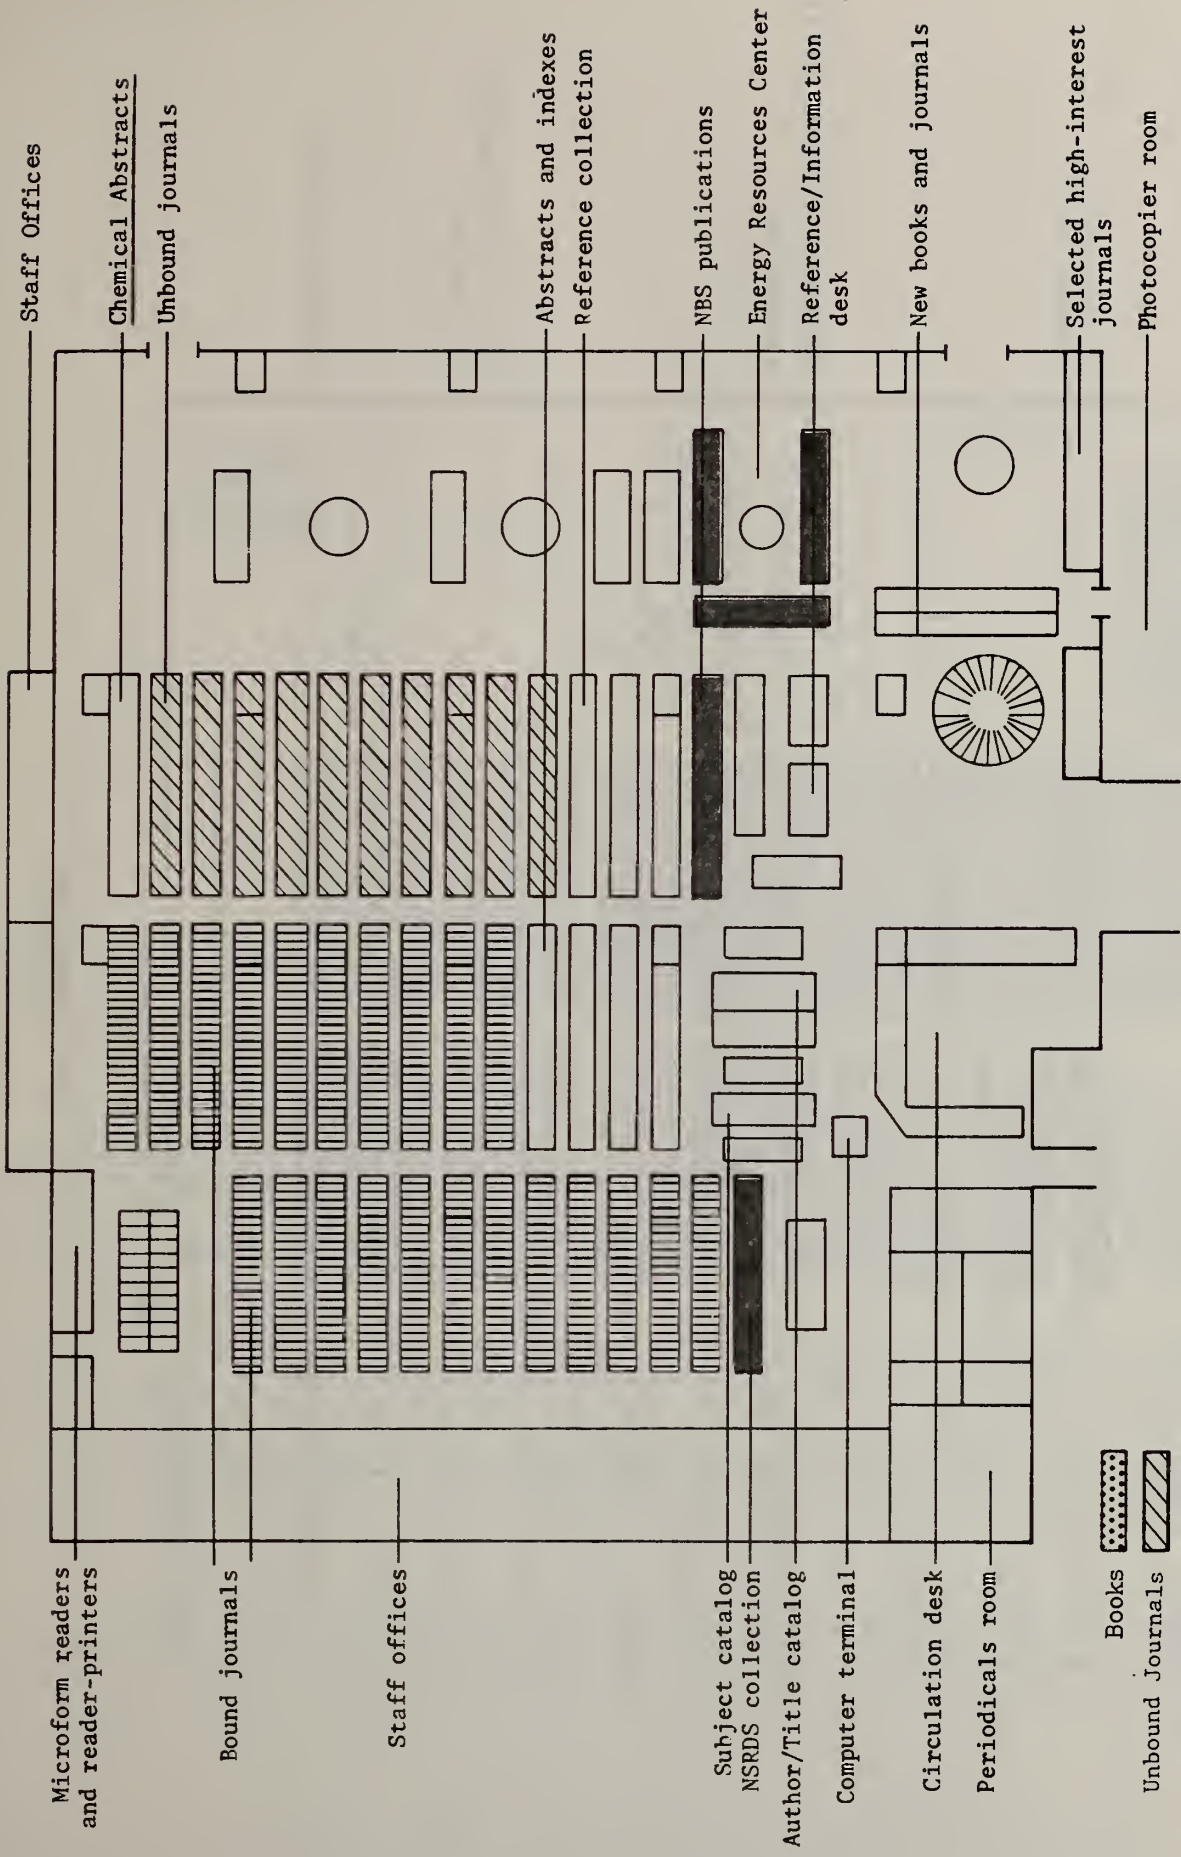 Staff Offices
Chemical Abstracts
Unbound journals
Abstracts and indexes
Reference collection
NBS publications
Energy Resources Center
Reference/Information
desk
New books and journals
Selected high-interest
journals
Photocopier room
Microform readers
and reader-printers
Bound journals
Staff offices
Subject catalog
NSRDS collection
Author/Title catalog
Computer terminal
Circulation desk
Periodicals room
Books
Unbound Journals